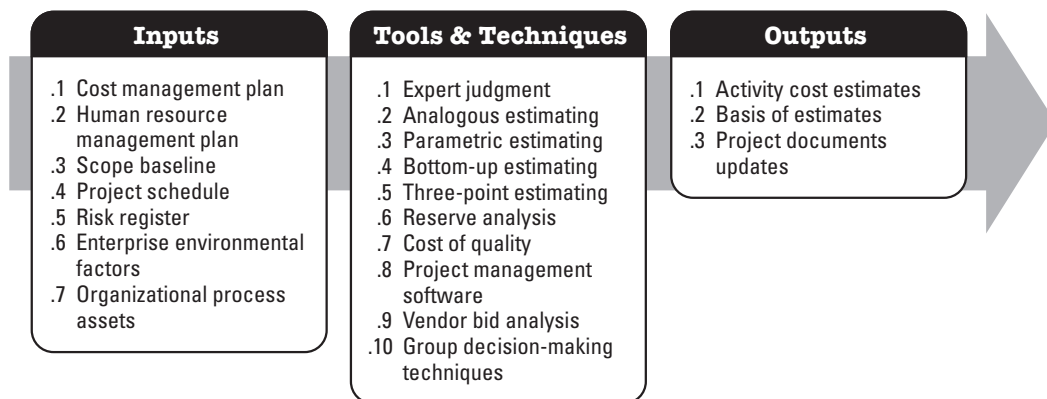 Inputs
.1 Cost management plan
.2 Human resource
management plan
.3 Scope baseline
.4 Project schedule
.5 Risk register
.6 Enterprise environmental
factors
.7 Organizational process
assets
Tools & Techniques
.1 Expert judgment
.2 Analogous estimating
.3 Parametric estimating
.4 Bottom-up estimating
.5 Three-point estimating
.6 Reserve analysis
.7 Cost of quality
.8 Project management
software
.9 Vendor bid analysis
.10 Group decision-making
techniques
Outputs
.1 Activity cost estimates
.2 Basis of estimates
.3 Project documents
updates